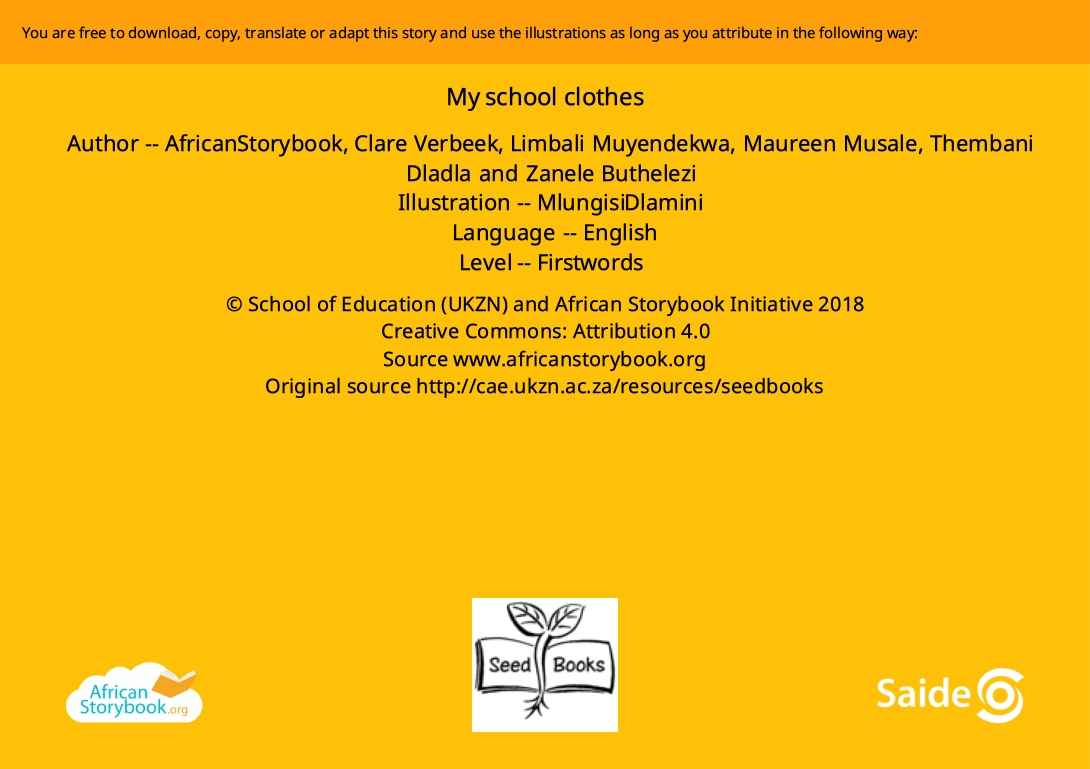 You are free to download, copy, translate or adapt this story and use the illustrations as long as you attribute in the following way:
My school clothes
Author -- AfricanStorybook, Clare Verbeek, Limbali Muyendekwa, Maureen Musale, Thembani
Dladla and Zanele Buthelezi
Illustration -- MlungisiDlamini
Language -- English
Level -- Firstwords
© School of Education (UKZN) and African Storybook Initiative 2018
Creative Commons: Attribution 4.0
Source www.africanstorybook.org
Original source http://cae.ukzn.ac.za/resources/seedbooks
African
Storybook.org
Seed Books
Saide